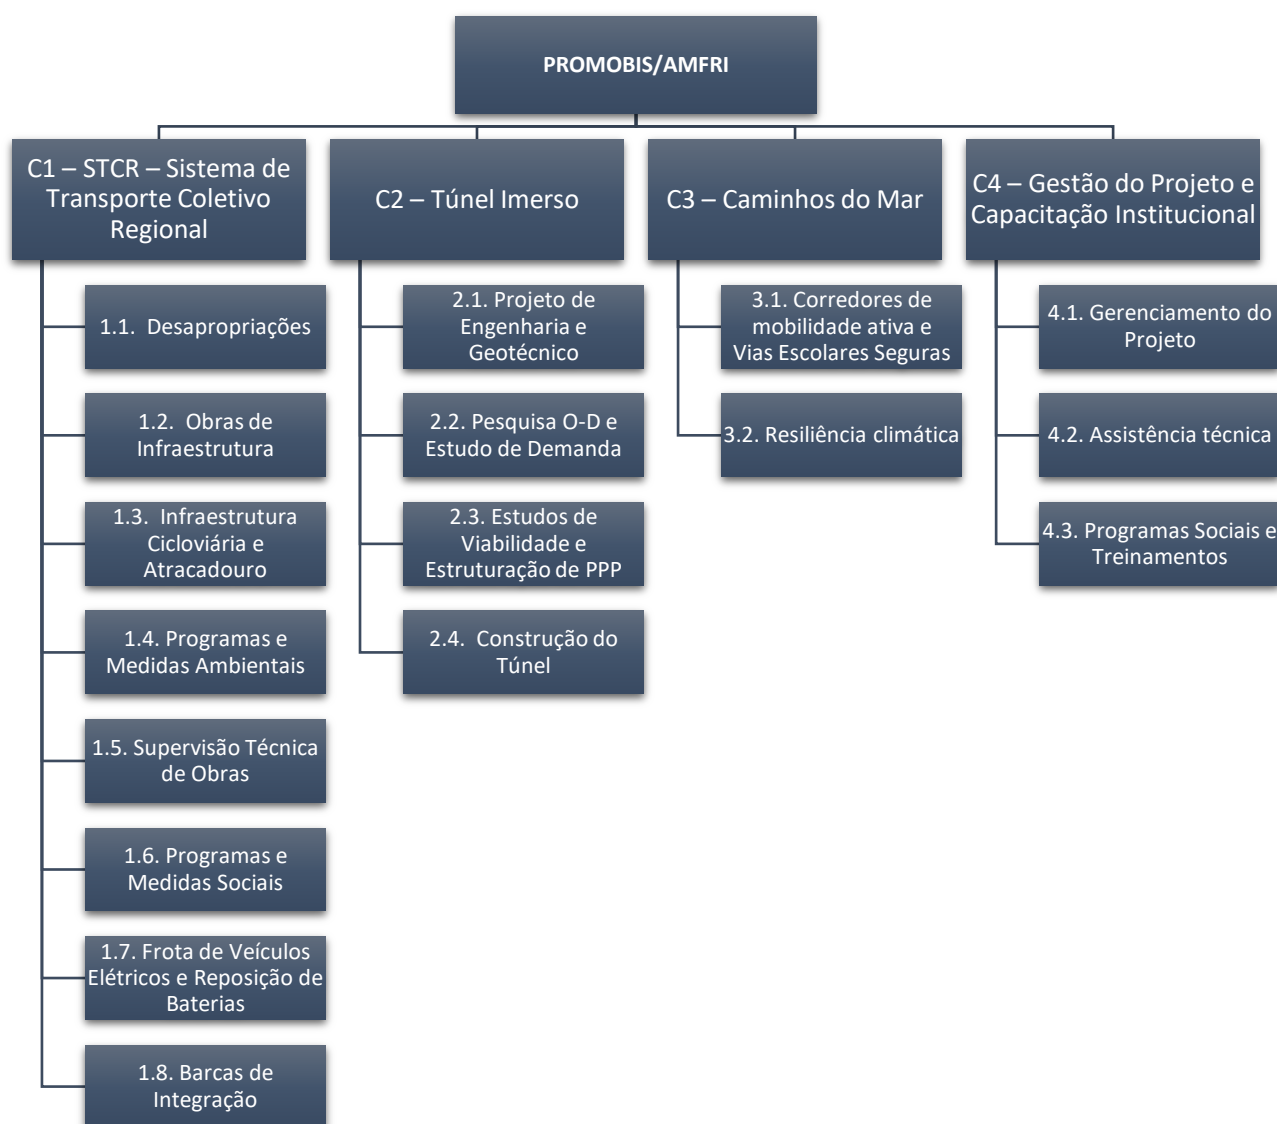 PROMOBIS/AMFRI
C1 – STCR – Sistema de
Transporte Coletivo
Regional
1.1. Desapropriações
1.2. Obras de
Infraestrutura
1.3. Infraestrutura
Cicloviária e
Atracadouro
1.4. Programas e
Medidas Ambientais
1.5. Supervisão Técnica
de Obras
1.6. Programas e
Medidas Sociais
1.7. Frota de Veículos
Elétricos e Reposição de
Baterias
1.8. Barcas de
Integração
C2 – Túnel Imerso
2.1. Projeto de
Engenharia e
Geotécnico
2.2. Pesquisa O-D e
Estudo de Demanda
2.3. Estudos de
Viabilidade e
Estruturação de PPP
2.4. Construção do
Túnel
C3 – Caminhos do Mar
3.1. Corredores de
mobilidade ativa e
Vias Escolares Seguras
3.2. Resiliência climática
C4 – Gestão do Projeto e
Capacitação Institucional
4.1. Gerenciamento do
Projeto
4.2. Assistência técnica
4.3. Programas Sociais e
Treinamentos